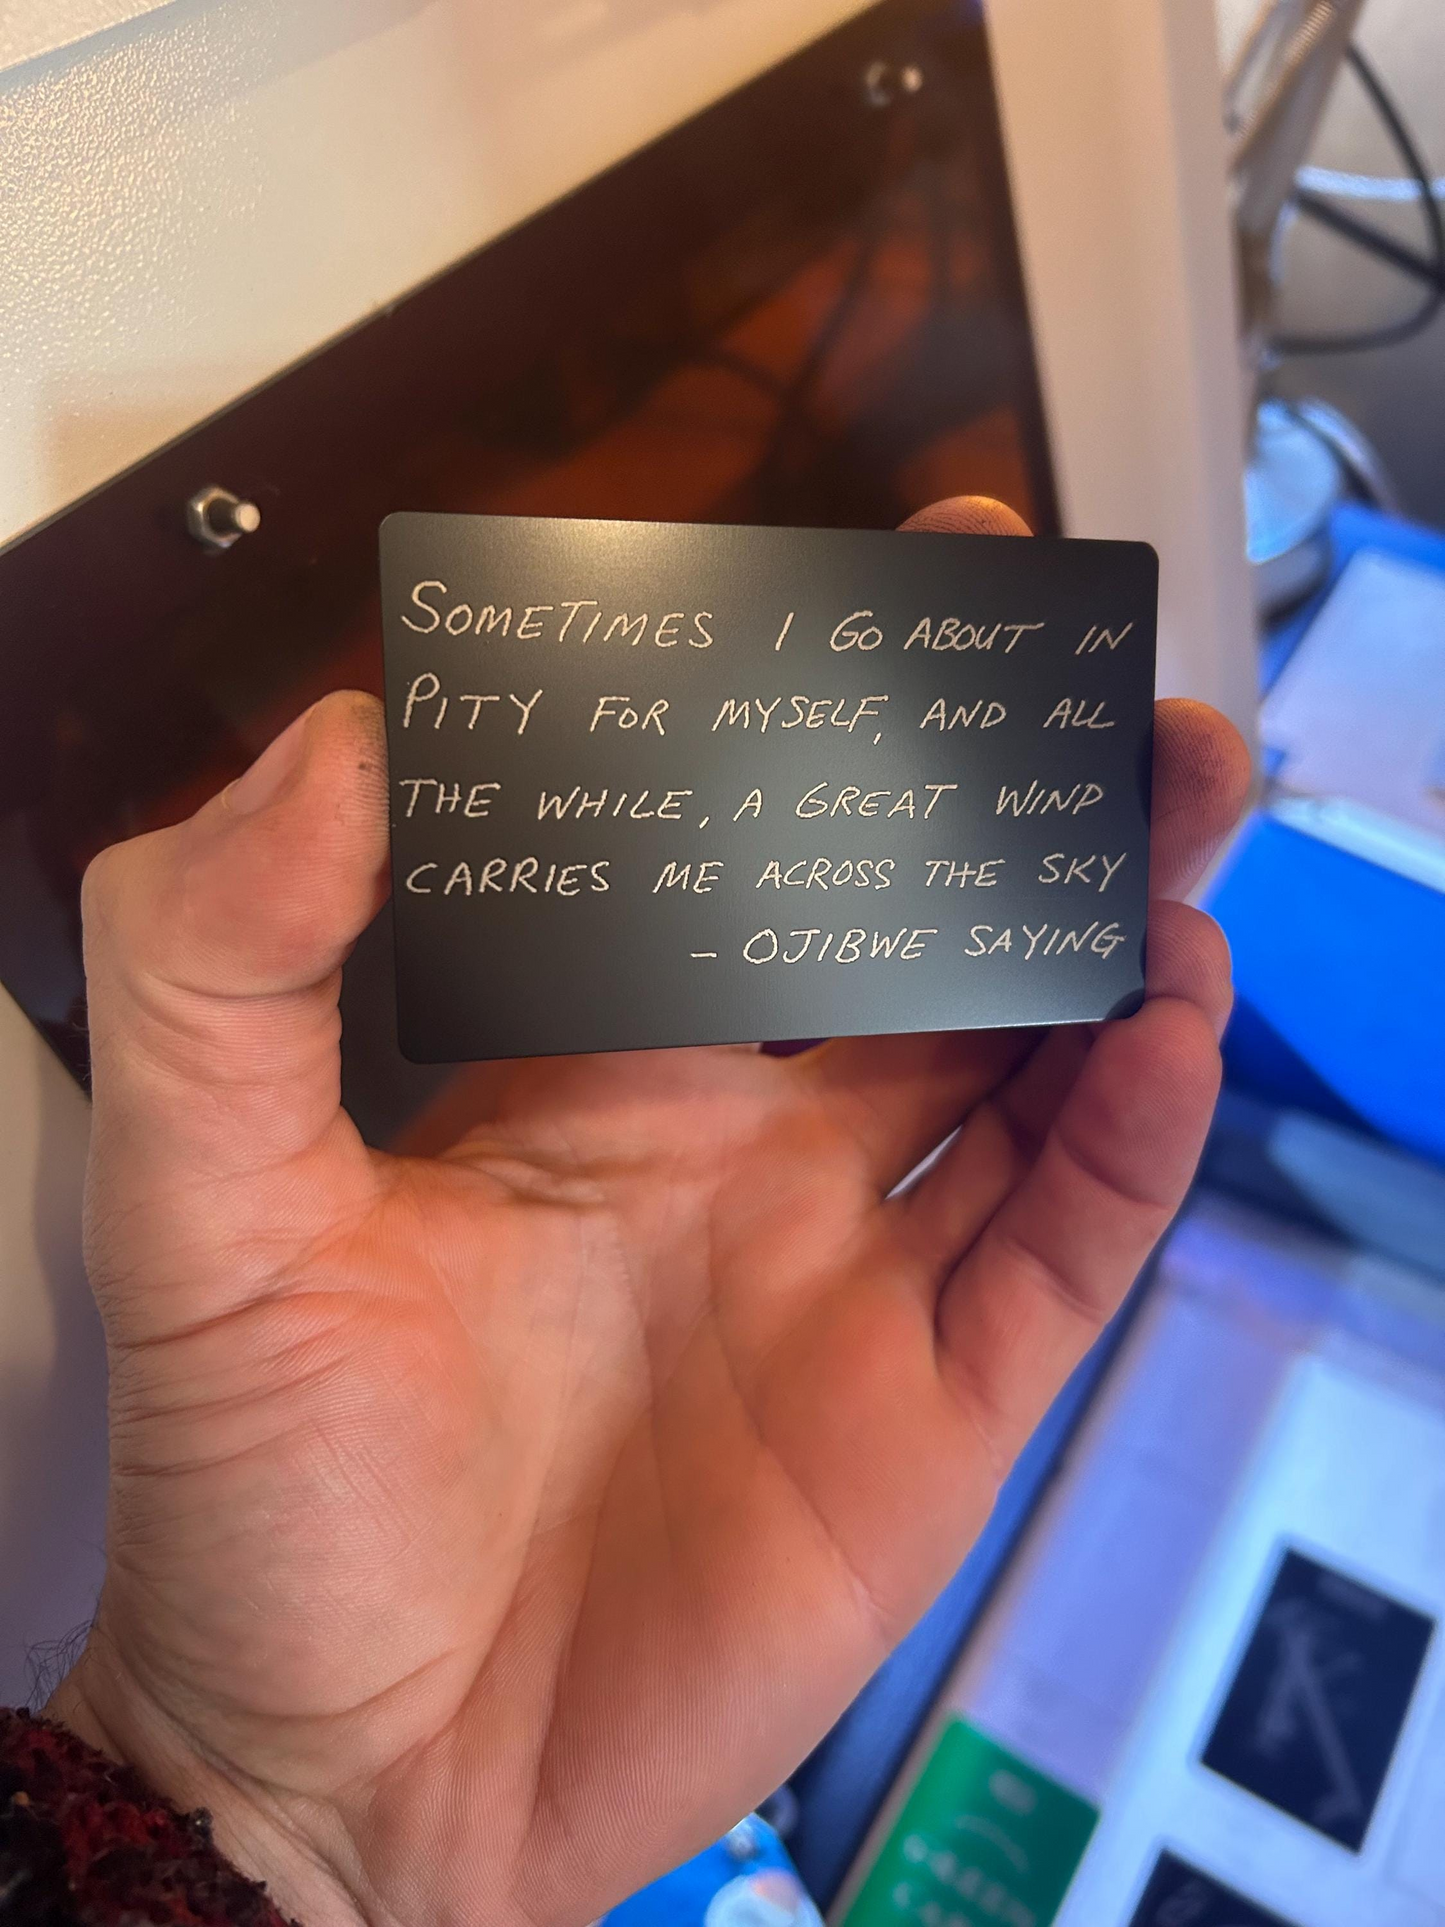 SOMETIMES I GO ABOUT IN
PITY FOR MYSELF, AND ALL
THE WHILE, A GREAT WIND
CARRIES ME ACROSS THE SKY
- OJIBWE SAYING